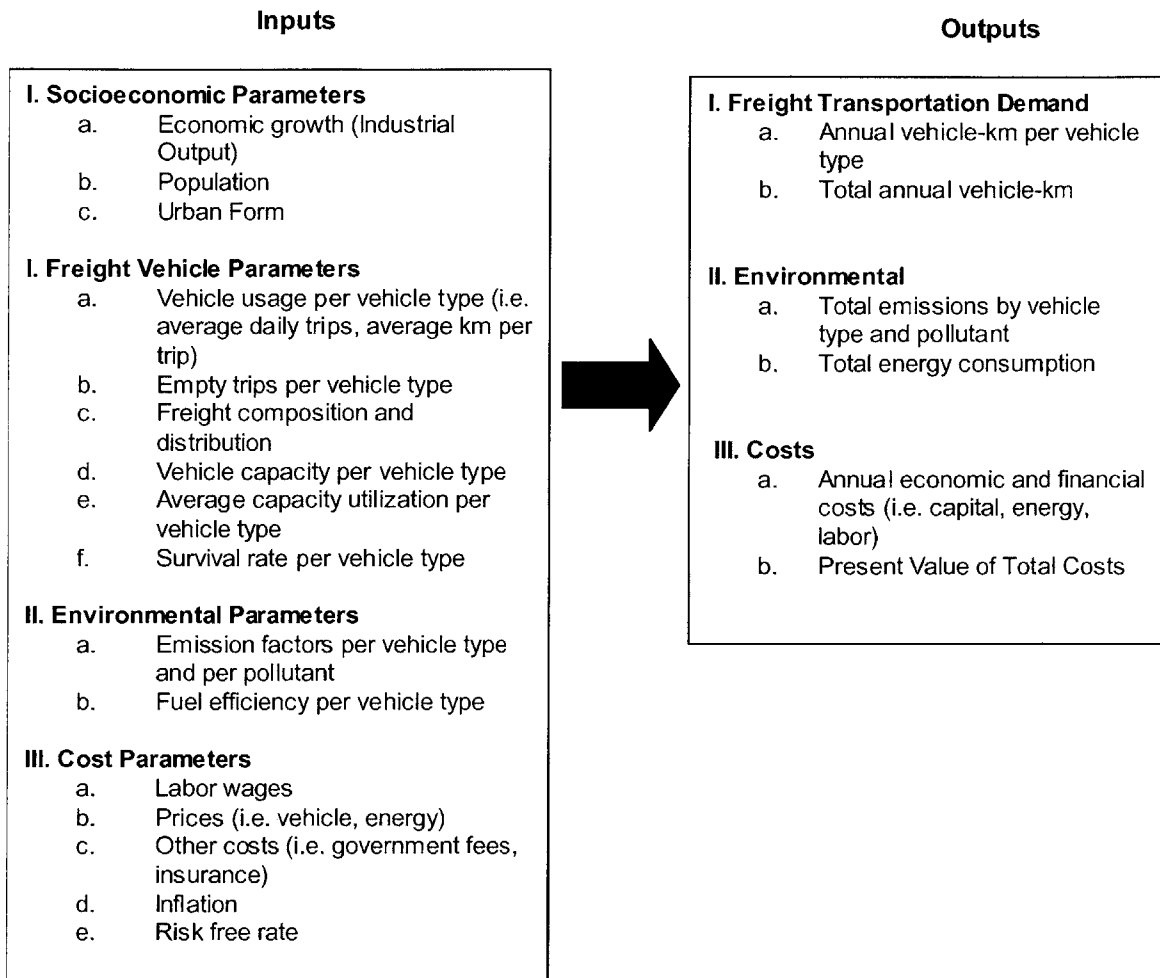 Inputs
I. Socioeconomic Parameters
a. Economic growth (Industrial
Output)
b. Population
c. Urban Form
I. Freight Vehicle Parameters
a. Vehicle usage per vehicle type (i.e.
average daily trips, average km per
trip)
b. Empty trips per vehicle type
c. Freight composition and
distribution
d. Vehicle capacity per vehicle type
e. Average capacity utilization per
vehicle type
f. Survival rate per vehicle type
II. Environmental Parameters
a. Emission factors per vehicle type
and per pollutant
b. Fuel efficiency per vehicle type
III. Cost Parameters
a. Labor wages
b. Prices (i.e. vehicle, energy)
c. Other costs (i.e. government fees,
insurance)
d. Inflation
e. Risk free rate
Outputs
I. Freight Transportation Demand
a. Annual vehicle-km per vehicle
type
b. Total annual vehicle-km
II. Environmental
a. Total emissions by vehicle
type and pollutant
b. Total energy consumption
III. Costs
a. Annual economic and financial
costs (i.e. capital, energy,
labor)
b. Present Value of Total Costs